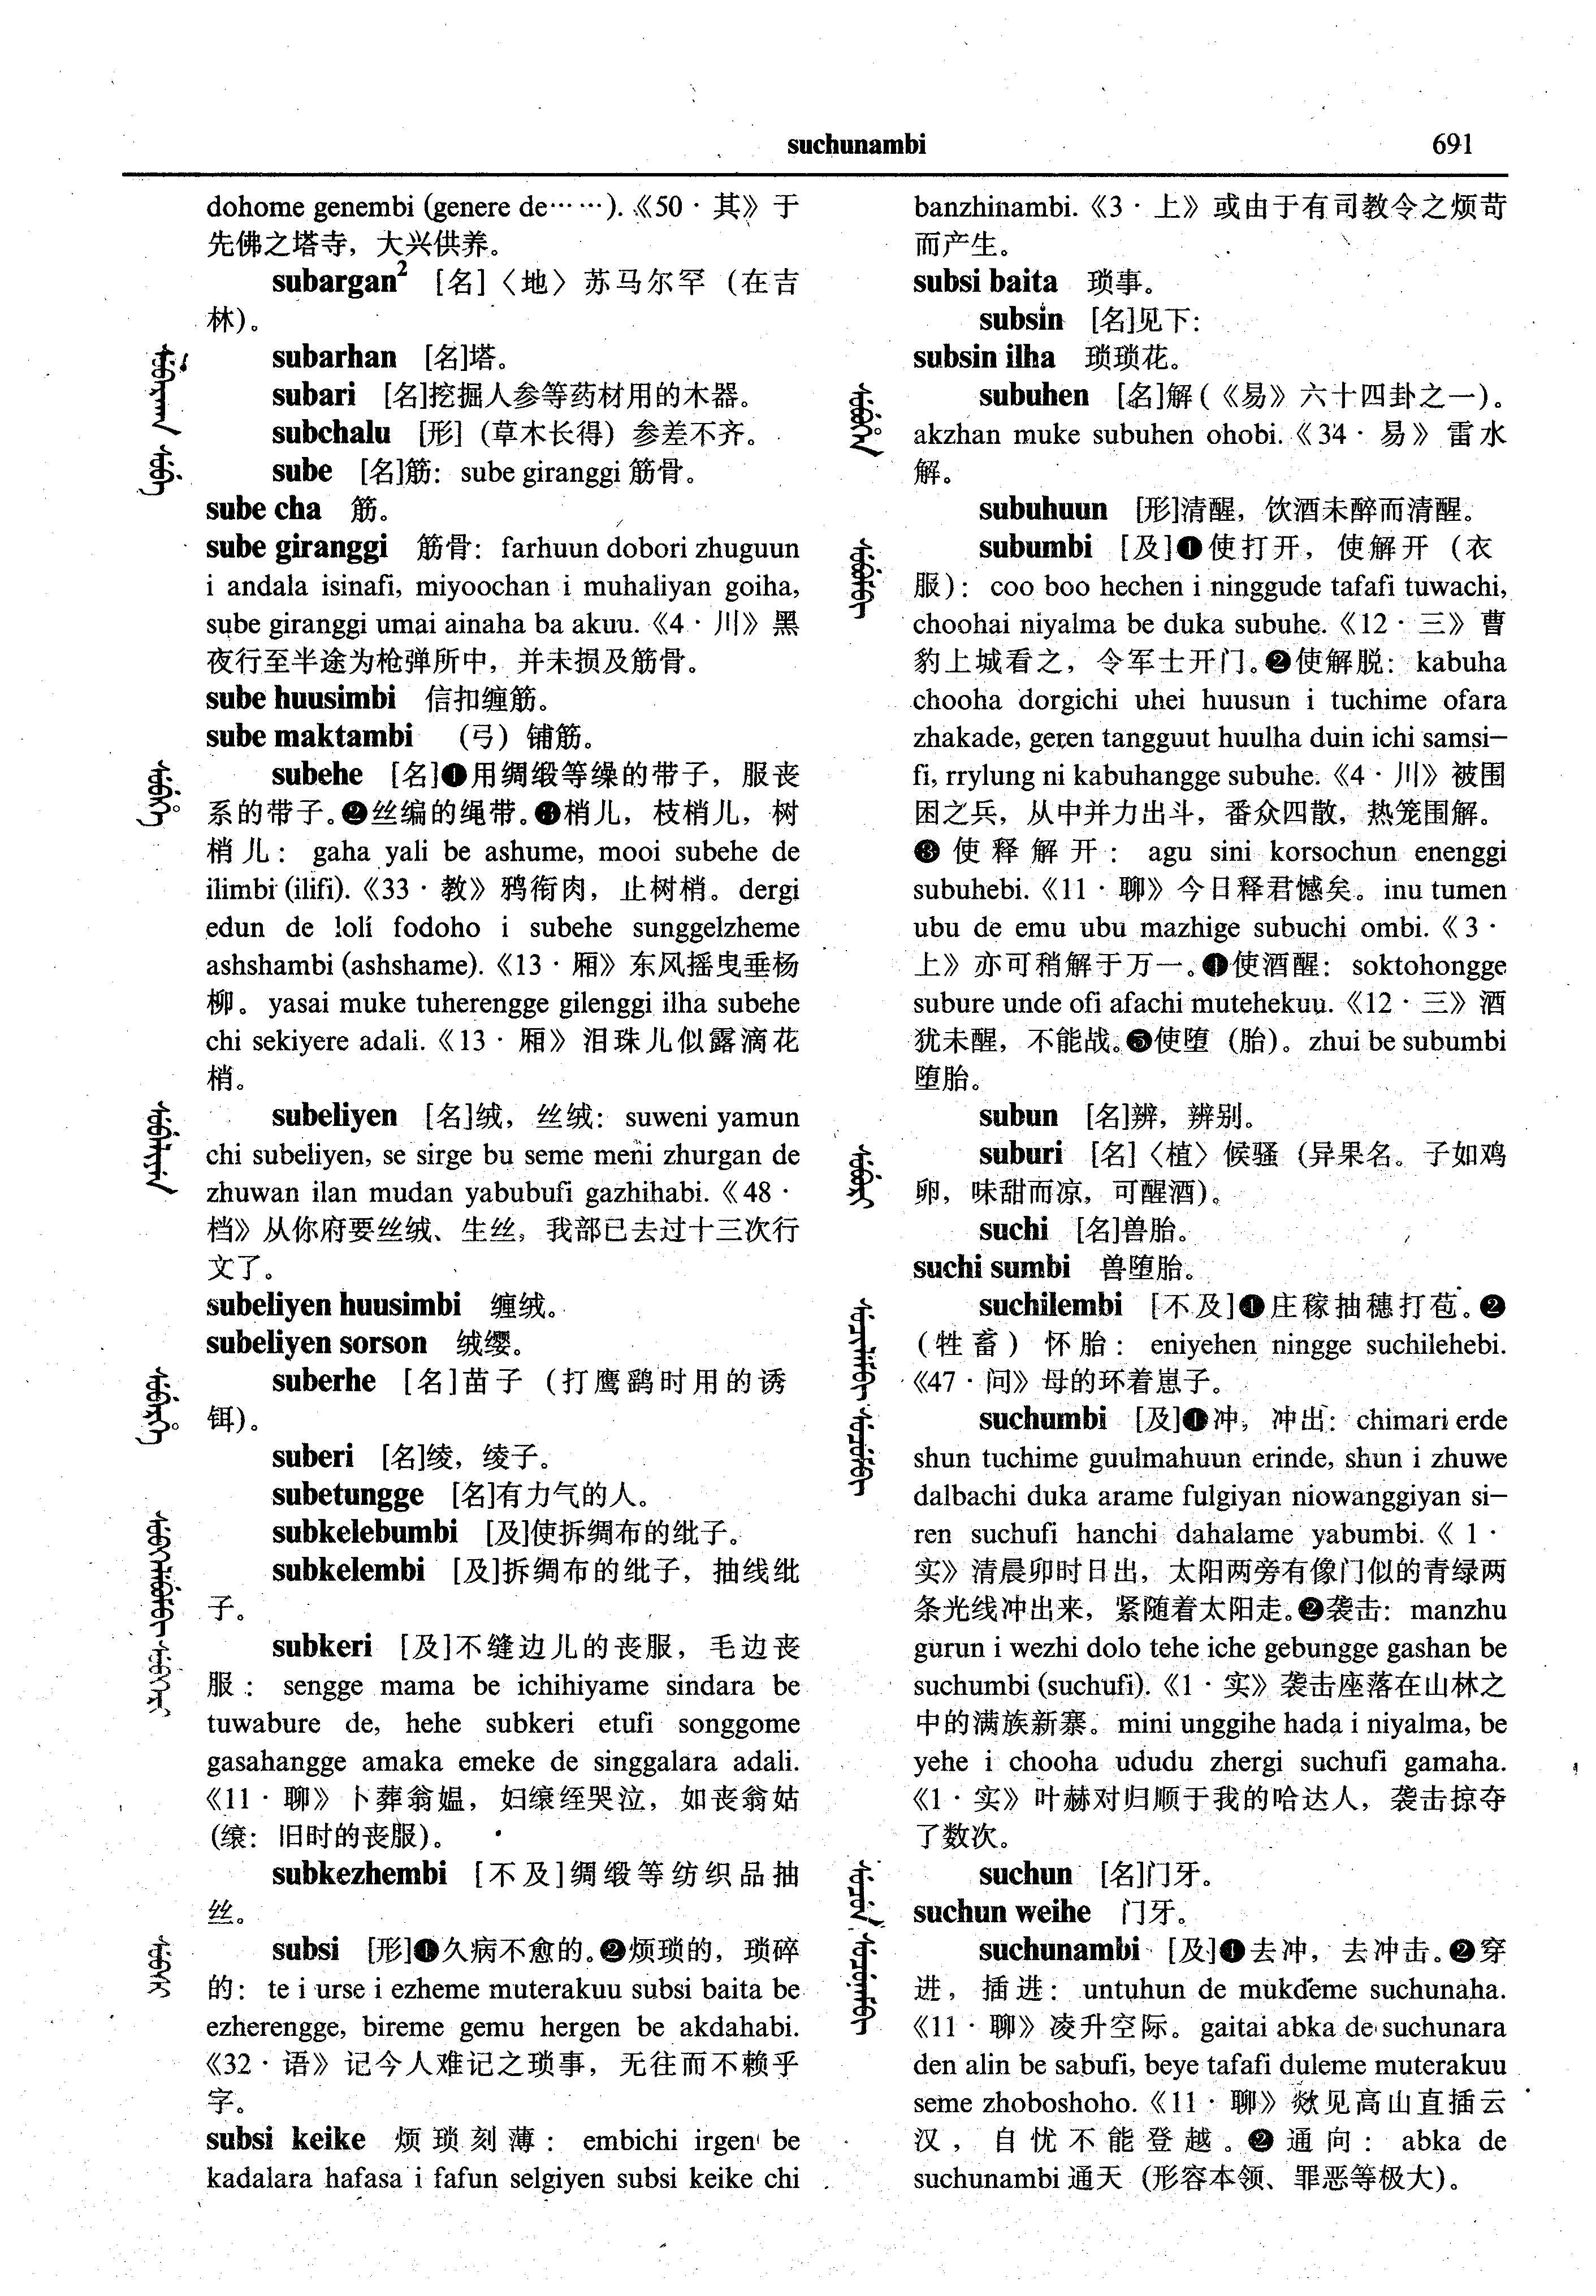 suchunambi 691
dohome genembi (genere de……).《50·其》于
先佛之塔寺，大兴供养。
subargan² [名]〈地〉苏马尔罕（在吉
林）。
subarhan [名]塔。
subari [名]挖掘人参等药材用的木器。
subchalu [形]（草木长得）参差不齐。
sube [名]筋：sube giranggi 筋骨。
sube cha 筋。
sube giranggi 筋骨：farhuun dobori zhuguun
i andala isinafi, miyoochan i muhaliyan goiha,
sube giranggi umai ainaha ba akuu.《4·川》黑
夜行至半途为枪弹所中，并未损及筋骨。
sube huusimbi 信扣缠筋。
sube maktambi （弓）铺筋。
subehe [名]❶用绸缎等缲的带子，服丧
系的带子。❷丝编的绳带。❸梢儿，枝梢儿，树
梢儿：gaha yali be ashume, mooi subehe de
ilimbi (ilifi).《33·教》鸦衔肉，止树梢。dergi
edun de loli fodoho i subehe sunggelzheme
ashshambi (ashshame).《13·厢》东风摇曳垂杨
柳。yasai muke tuherengge gilenggi ilha subehe
chi sekiyere adali.《13·厢》泪珠儿似露滴花
梢。
subeliyen [名]绒，丝绒：suweni yamun
chi subeliyen, se sirge bu seme meni zhurgan de
zhuwan ilan mudan yabubufi gazhihabi.《48·
档》从你府要丝绒、生丝，我部已去过十三次行
文了。
subeliyen huusimbi 缠绒。
subeliyen sorson 绒缨。
suberhe [名]苗子（打鹰鹞时用的诱
饵）。
suberi [名]绫，绫子。
subetungge [名]有力气的人。
subkelebumbi [及]使拆绸布的纰子。
subkelembi [及]拆绸布的纰子，抽线纰
子。
subkeri [及]不缝边儿的丧服，毛边丧
服：sengge mama be ichihiyame sindara be
tuwabure de, hehe subkeri etufi songgome
gasahangge amaka emeke de singgalara adali.
《11·聊》卜葬翁媪，妇缞绖哭泣，如丧翁姑
(缞：旧时的丧服)。
subkezhembi [不及]绸缎等纺织品抽
丝。
subsi [形]❶久病不愈的。❷烦琐的，琐碎
的：te i urse i ezheme muterakuu subsi baita be
ezherengge, bireme gemu hergen be akdahabi.
《32·语》记今人难记之琐事，无往而不赖乎
字。
subsi keike 烦琐刻薄：embichi irgen be
kadalara hafasa i fafun selgiyen subsi keike chi
banzhinambi.《3·上》或由于有司教令之烦苛
而产生。
subsi baita 琐事。
subsin [名]见下：
subsin ilha 琐琐花。
subuhen [名]解(《易》六十四卦之一)。
akzhan muke subuhen ohobi.《34·易》雷水
解。
subuhuun [形]清醒，饮酒未醉而清醒。
subumbi [及]❶使打开，使解开（衣
服）：coo boo hechen i ninggude tafafi tuwachi,
choohai niyalma be duka subuhe.《12·三》曹
豹上城看之，令军士开门。❷使解脱：kabuha
chooha dorgichi uhei huusun i tuchime ofara
zhakade, geren tangguut huulha duin ichi samsi-
fi, rrylung ni kabuhangge subuhe.《4·川》被围
困之兵，从中并力出斗，番众四散，热笼围解。
❸使释解开：agu sini korsochun enenggi
subuhebi.《11·聊》今日释君憾矣。inu tumen
ubu de emu ubu mazhige subuchi ombi.《3·
上》亦可稍解于万一。❹使酒醒：soktohongge
subure unde ofi afachi mutehekuu.《12·三》酒
犹未醒，不能战。❺使堕（胎）。zhui be subumbi
堕胎。
subun [名]辨，辨别。
suburi [名]〈植〉候骚（异果名。子如鸡
卵，味甜而凉，可醒酒）。
suchi [名]兽胎。
suchi sumbi 兽堕胎。
suchilembi [不及]❶庄稼抽穗打苞。❷
（牲畜）怀胎：eniyehen ningge suchilehebi.
《47·问》母的环着崽子。
suchumbi [及]❶冲，冲出：chimari erde
shun tuchime guulmahuun erinde, shun i zhuwe
dalbachi duka arame fulgiyan niowanggiyan si-
ren suchufi hanchi dahalame yabumbi.《1·
实》清晨卯时日出，太阳两旁有像门似的青绿两
条光线冲出来，紧随着太阳走。❷袭击：manzhu
gurun i wezhi dolo tehe iche gebungge gashan be
suchumbi (suchufi).《1·实》袭击座落在山林之
中的满族新寨。mini unggihe hada i niyalma, be
yehe i chooha ududu zhergi suchufi gamaha.
《1·实》叶赫对归顺于我的哈达人，袭击掠夺
了数次。
suchun [名]门牙。
suchun weihe 门牙。
suchunambi [及]❶去冲，去冲击。❷穿
进，插进：untuhun de mukdeme suchunaha.
《11·聊》凌升空际。gaitai abka de suchunara
den alin be sabufi, beye tafafi duleme muterakuu
seme zhoboshoho.《11·聊》欻见高山直插云
汉，自忧不能登越。❷通向：abka de
suchunambi 通天（形容本领、罪恶等极大）。